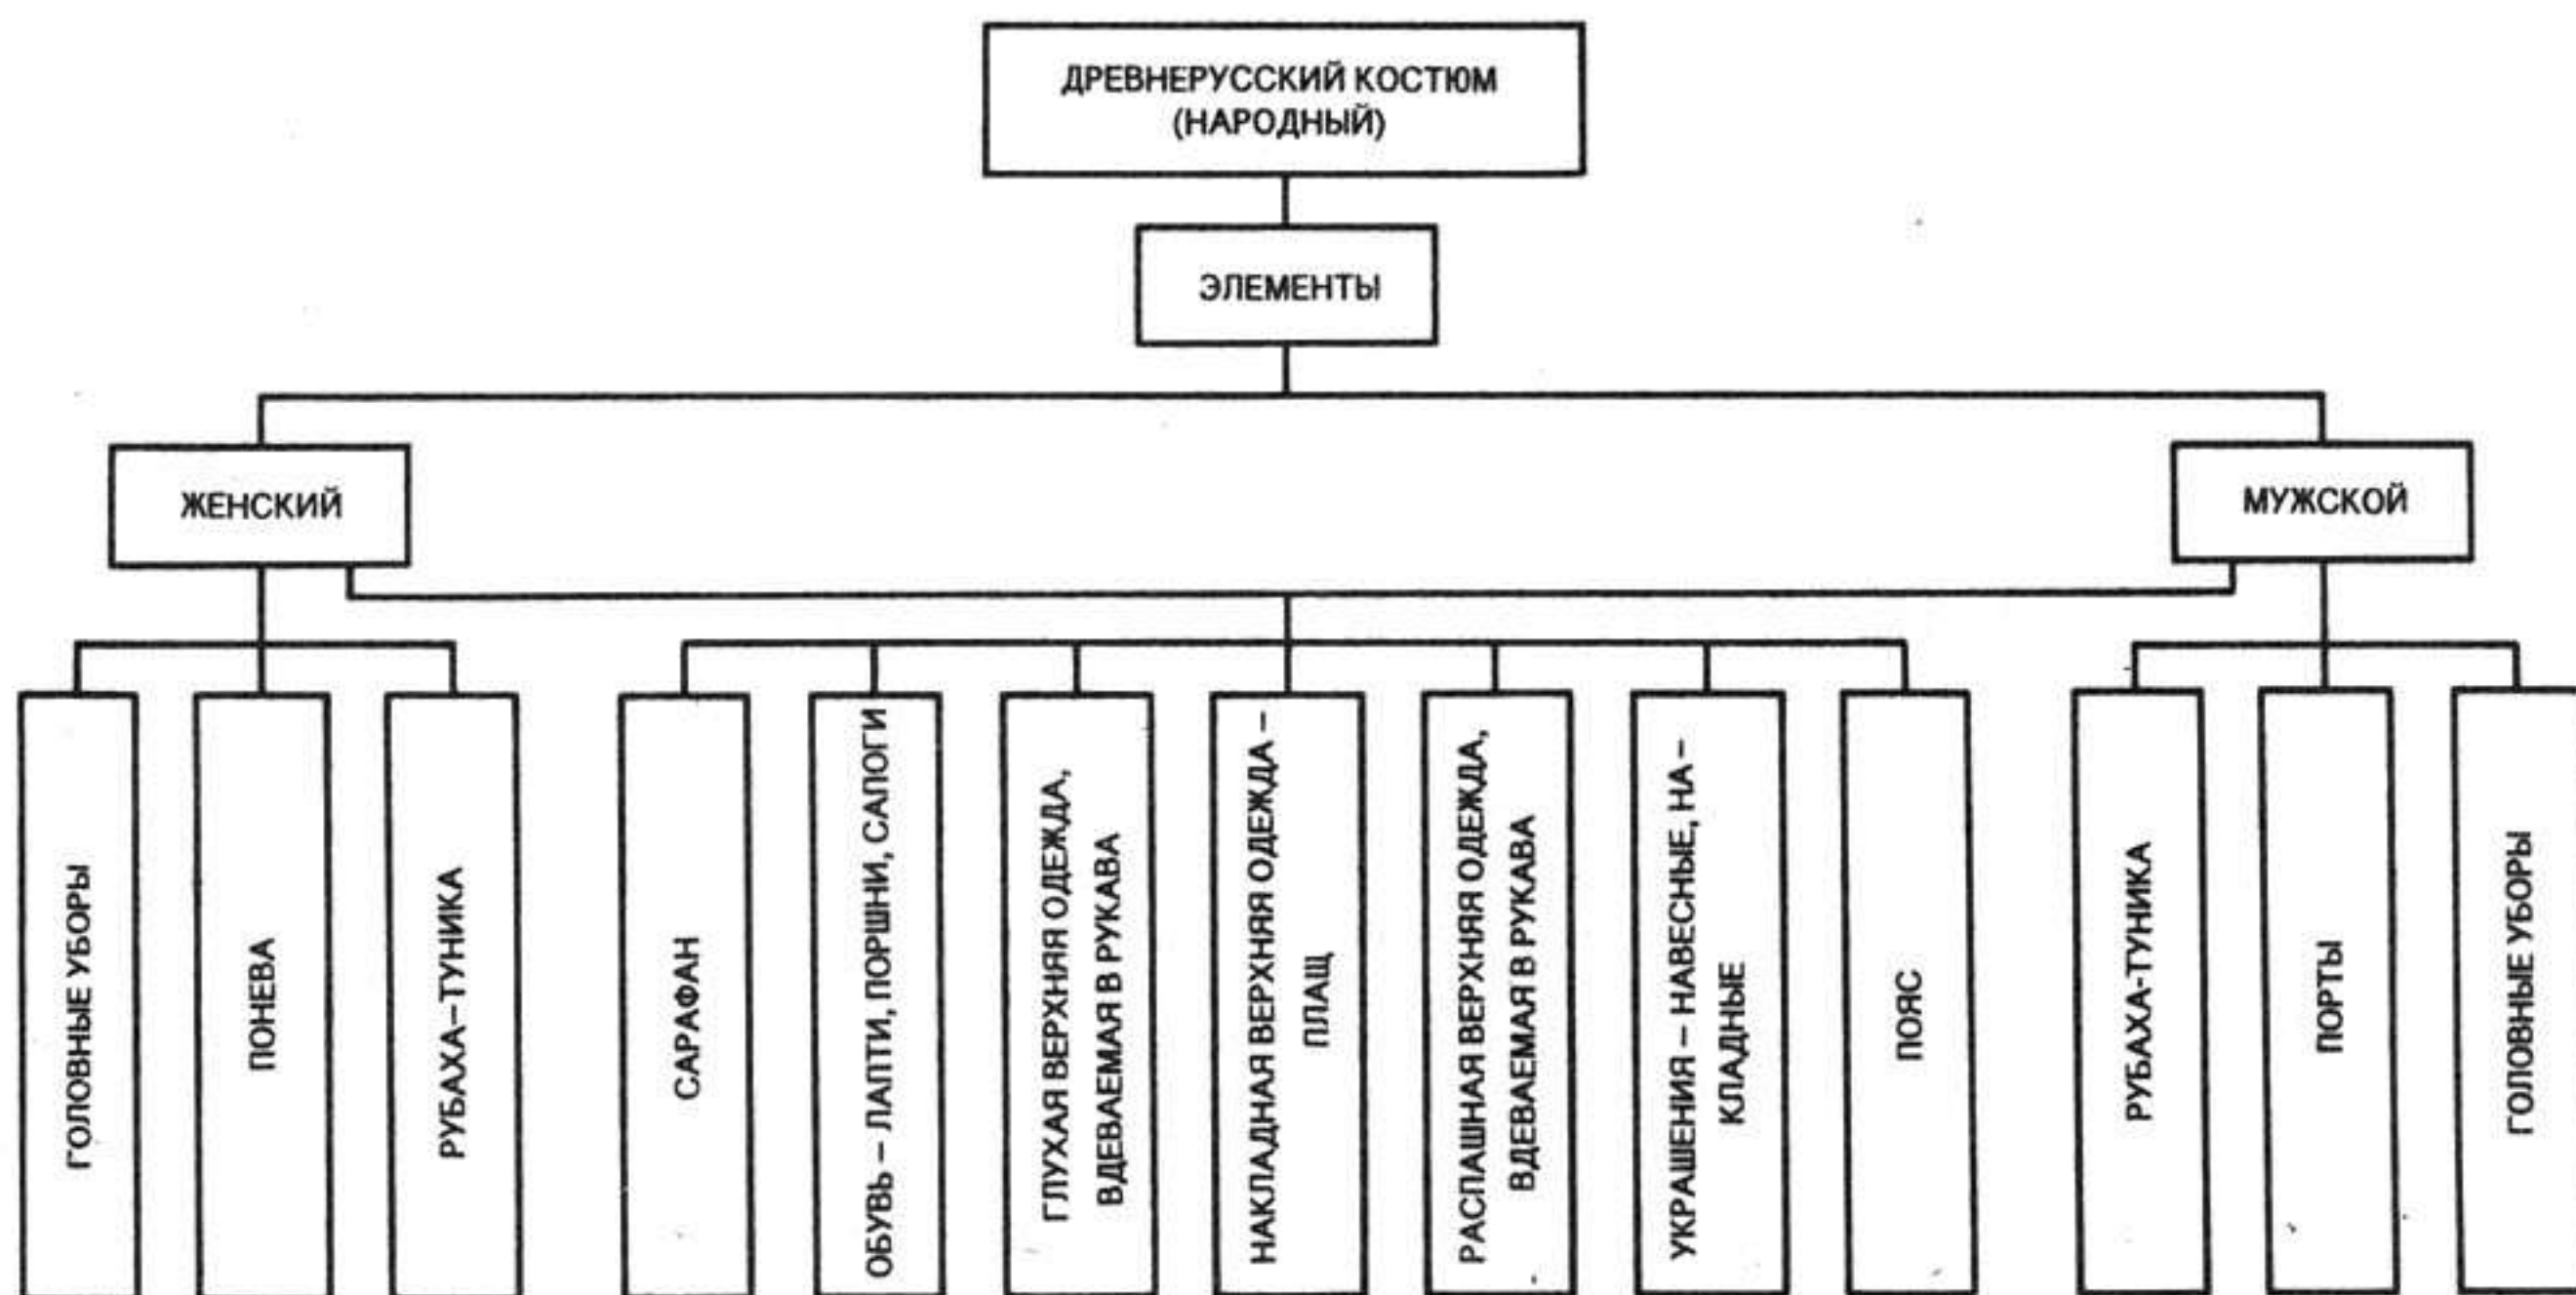 ДРЕВНЕРУССКИЙ КОСТЮМ
(НАРОДНЫЙ)
ЭЛЕМЕНТЫ
ЖЕНСКИЙ
МУЖСКОЙ
ГОЛОВНЫЕ УБОРЫ
ПОНЕВА
РУБАХА–ТУНИКА
САРАФАН
ОБУВЬ – ЛАПТИ, ПОРШНИ, САПОГИ
ГЛУХАЯ ВЕРХНЯЯ ОДЕЖДА,
ВДЕВАЕМАЯ В РУКАВА
НАКЛАДНАЯ ВЕРХНЯЯ ОДЕЖДА –
ПЛАЩ
РАСПАШНАЯ ВЕРХНЯЯ ОДЕЖДА,
ВДЕВАЕМАЯ В РУКАВА
УКРАШЕНИЯ – НАВЕСНЫЕ, НА–
КЛАДНЫЕ
ПОЯС
РУБАХА-ТУНИКА
ПОРТЫ
ГОЛОВНЫЕ УБОРЫ